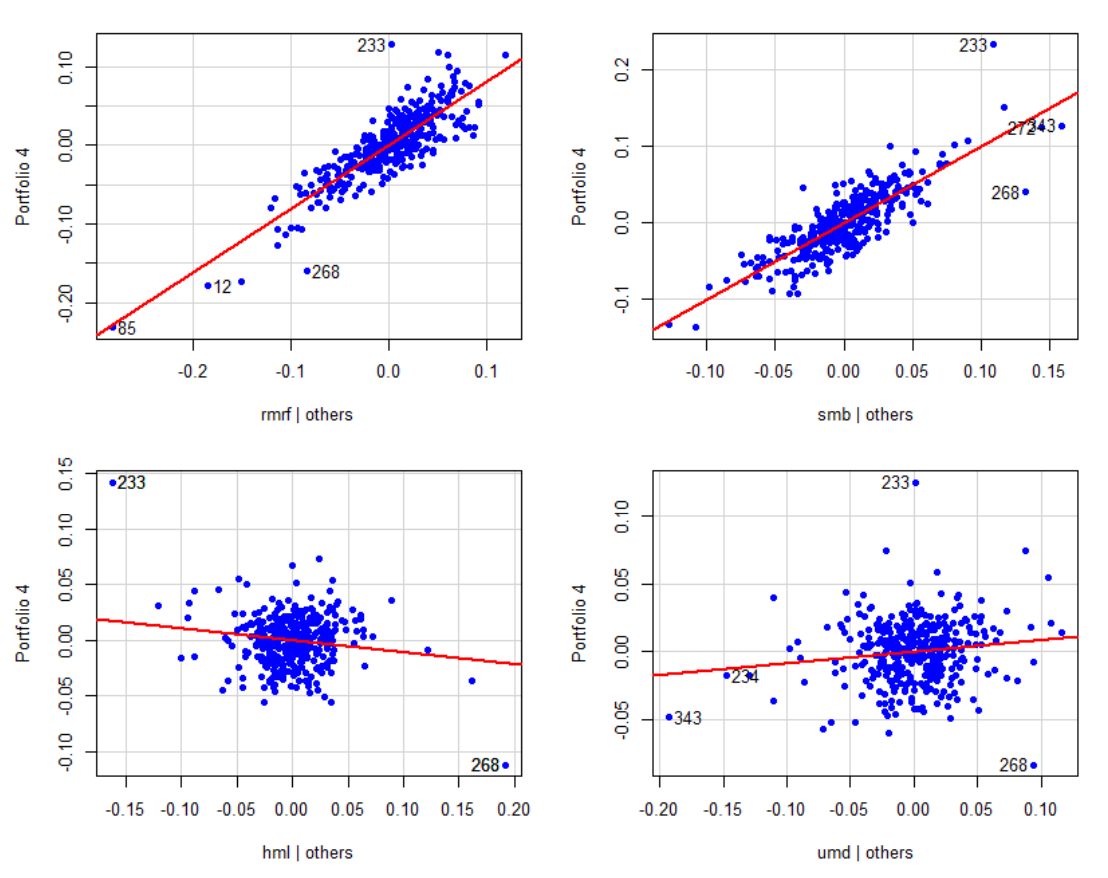 Portfolio 4
0.10
0.00
-0.10
-0.20
233
268
12
85
-0.2 -0.1 0.0 0.1
rmrf | others
Portfolio 4
0.2
0.1
0.0
-0.1
233
272 343
268
-0.10 -0.05 0.00 0.05 0.10 0.15
smb | others
Portfolio 4
0.15
0.10
0.05
0.00
-0.05
-0.10
233
268
-0.15 -0.10 -0.05 0.00 0.05 0.10 0.15 0.20
hml | others
Portfolio 4
0.10
0.05
0.00
-0.05
233
234
343
268
-0.20 -0.15 -0.10 -0.05 0.00 0.05 0.10
umd | others